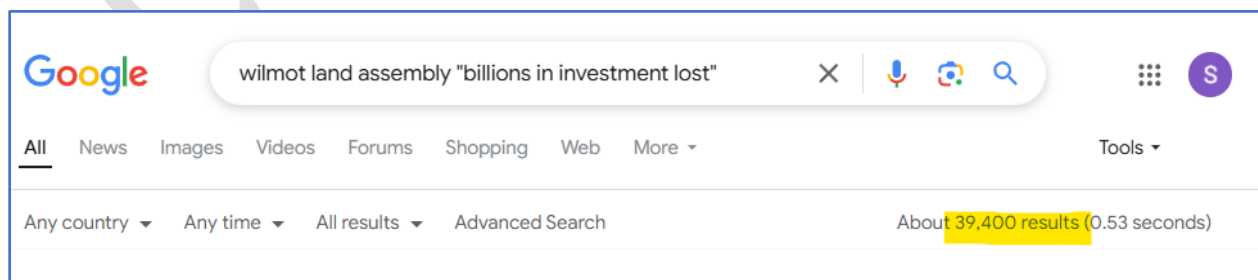 Google wilmot land assembly "billions in investment lost" S
All News Images Videos Forums Shopping Web More Tools
Any country Any time All results Advanced Search About 39,400 results (0.53 seconds)